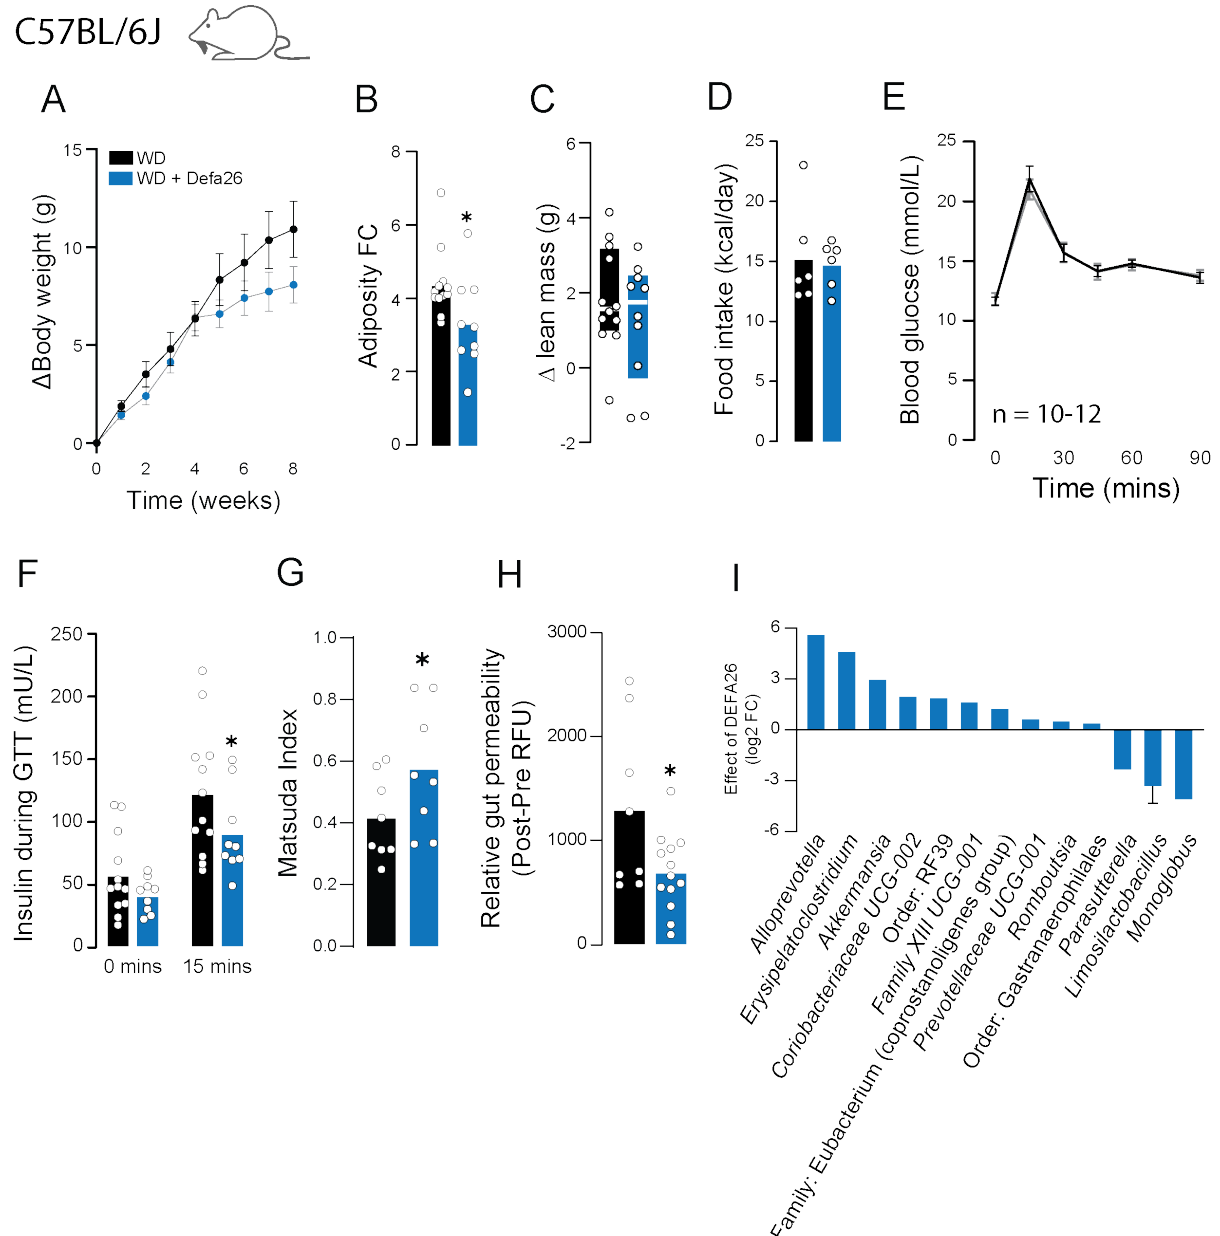 C57BL/6J
A
B
C
D
E
ΔBody weight (g)
15
10
5
0
WD
WD + Defa26
0 2 4 6 8
Time (weeks)
Adiposity FC
8
6
4
2
0
*
Δ lean mass (g)
6
4
2
0
-2
Food intake (kcal/day)
25
20
15
10
5
0
Blood glucose (mmol/L)
25
20
15
10
5
0
n = 10-12
0 30 60 90
Time (mins)
F
G
H
I
Insulin during GTT (mU/L)
250
200
150
100
50
0
*
0 mins 15 mins
Matsuda Index
1.0
0.8
0.6
0.4
0.2
0.0
*
Relative gut permeability
(Post-Pre RFU)
3000
2000
1000
0
*
Effect of DEFA26
(log2 FC)
6
3
0
-3
-6
Alloprevotella
Erysipelatoclostridium
Akkermansia
Coriobacteriaceae UCG-002
Order: RF39
Family XIII UCG-001
Family: Eubacterium (coprostanoligenes group)
Prevotellaceae UCG-001
Romboutsia
Order: Gastranaerophilales
Parasutterella
Limosilactobacillus
Monoglobus